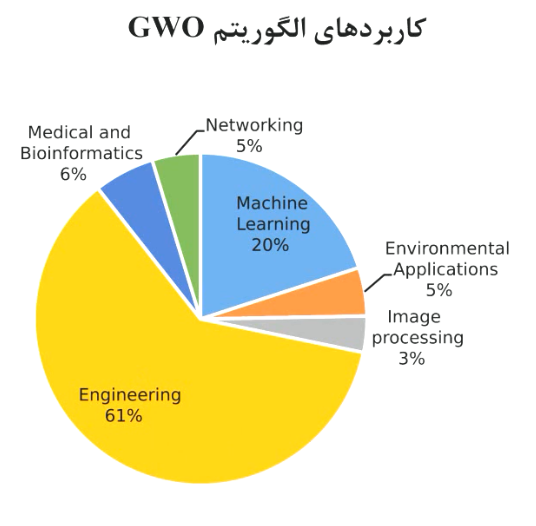 کاربردهای الگوریتم GWO
Networking
5%
Medical and
Bioinformatics
6%
Machine
Learning
20%
Environmental
Applications
5%
Image
processing
3%
Engineering
61%